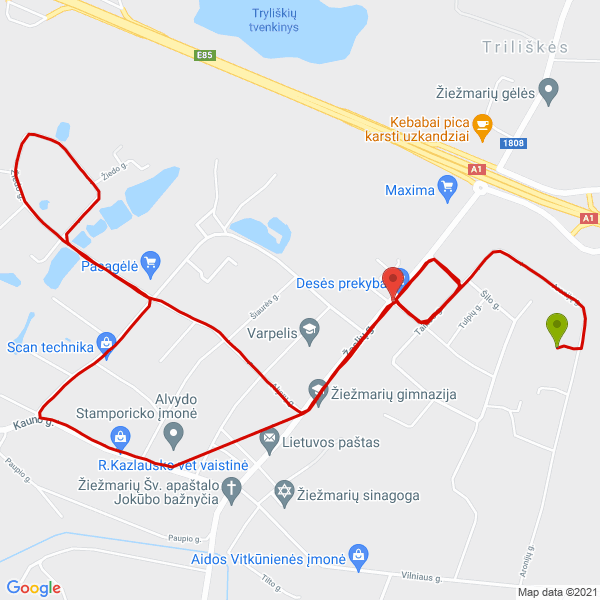 Tryliškių
tvenkinys
E85
Triliškės
Žiežmarių gėlės
Kebabai pica
karsti uzkandziai
1808
A1
Žiedo g.
Žiedo g.
Maxima
A1
Pasagėlė
Desės prekyba
Šilo g.
Šiaurės g.
Tulpių g.
Varpelis
Scan technika
Žaslių g.
Žiežmarių gimnazija
Alvydo
Stamporicko įmonė
Kauno g.
Lietuvos paštas
R.Kazlausko vet vaistinė
Paupio g.
Žiežmarių Šv. apaštalo
Jokūbo bažnyčia
Žiežmarių sinagoga
Paupio g.
Aronijų g.
Aidos Vitkūnienės įmonė
Tilto g.
Vilniaus g.
Google
Map data ©2021